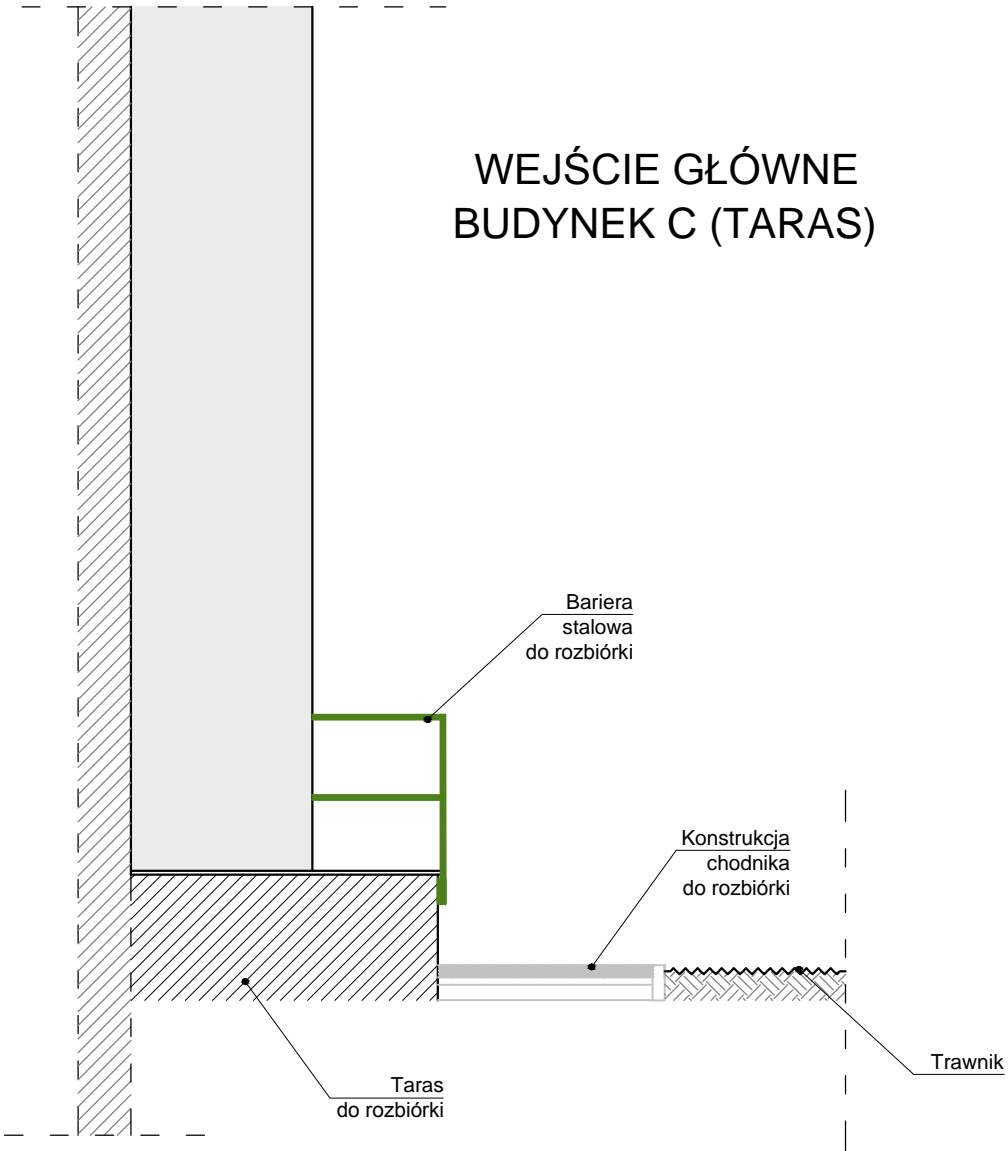 WEJŚCIE GŁÓWNE
BUDYNEK C (TARAS)
Bariera
stalowa
do rozbiórki
Konstrukcja
chodnika
do rozbiórki
Trawnik
Taras
do rozbiórki